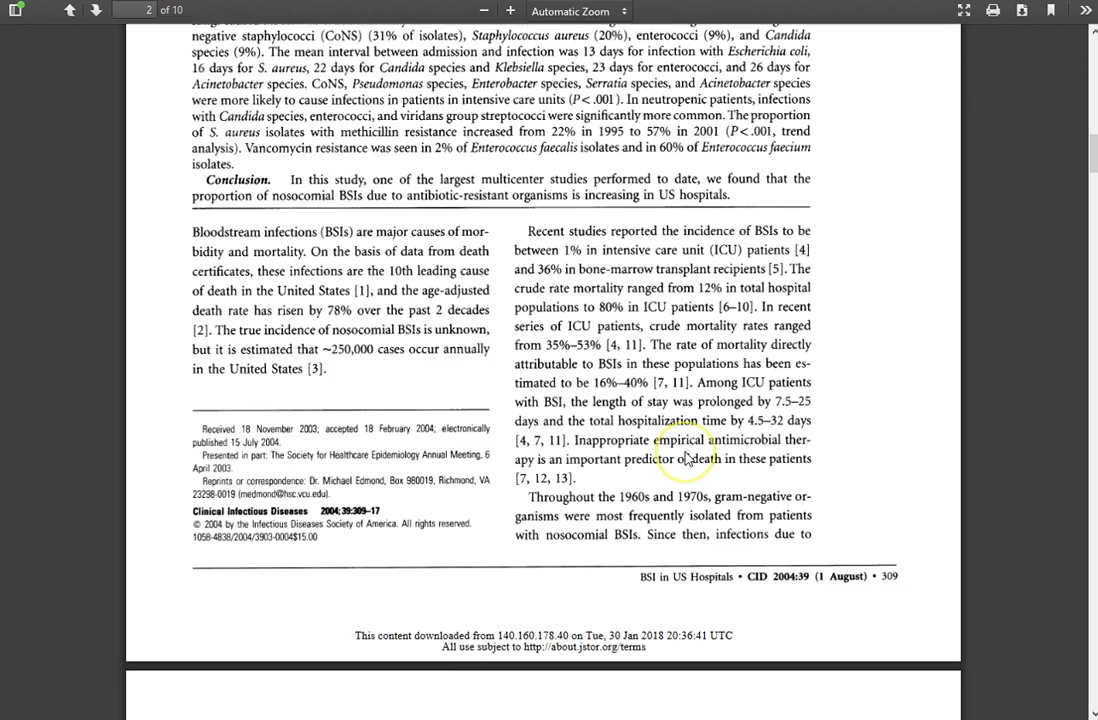 2 of 10
Automatic Zoom
negative staphylococci (CoNS) (31% of isolates), Staphylococcus aureus (20%), enterococci (9%), and Candida
species (9%). The mean interval between admission and infection was 13 days for infection with Escherichia coli,
16 days for S. aureus, 22 days for Candida species and Klebsiella species, 23 days for enterococci, and 26 days for
Acinetobacter species. CoNS, Pseudomonas species, Enterobacter species, Serratia species, and Acinetobacter species
were more likely to cause infections in patients in intensive care units (P < .001). In neutropenic patients, infections
with Candida species, enterococci, and viridans group streptococci were significantly more common. The proportion
of S. aureus isolates with methicillin resistance increased from 22% in 1995 to 57% in 2001 (P < .001, trend
analysis). Vancomycin resistance was seen in 2% of Enterococcus faecalis isolates and in 60% of Enterococcus faecium
isolates.
Conclusion. In this study, one of the largest multicenter studies performed to date, we found that the
proportion of nosocomial BSIs due to antibiotic-resistant organisms is increasing in US hospitals.
Bloodstream infections (BSIs) are major causes of mor-
bidity and mortality. On the basis of data from death
certificates, these infections are the 10th leading cause
of death in the United States [1], and the age-adjusted
death rate has risen by 78% over the past 2 decades
[2]. The true incidence of nosocomial BSIs is unknown,
but it is estimated that ~250,000 cases occur annually
in the United States [3].
Received 18 November 2003; accepted 18 February 2004; electronically
published 15 July 2004.
Presented in part: The Society for Healthcare Epidemiology Annual Meeting, 6
April 2003.
Reprints or correspondence: Dr. Michael Edmond, Box 980019, Richmond, VA
23298-0019 (medmond@hsc.vcu.edu).
Clinical Infectious Diseases 2004; 39:309–17
© 2004 by the Infectious Diseases Society of America. All rights reserved.
1058-4838/2004/3903-0004$15.00
Recent studies reported the incidence of BSIs to be
between 1% in intensive care unit (ICU) patients [4]
and 36% in bone-marrow transplant recipients [5]. The
crude rate mortality ranged from 12% in total hospital
populations to 80% in ICU patients [6–10]. In recent
series of ICU patients, crude mortality rates ranged
from 35%–53% [4, 11]. The rate of mortality directly
attributable to BSIs in these populations has been es-
timated to be 16%–40% [7, 11]. Among ICU patients
with BSI, the length of stay was prolonged by 7.5–25
days and the total hospitalization time by 4.5–32 days
[4, 7, 11]. Inappropriate empirical antimicrobial ther-
apy is an important predictor of death in these patients
[7, 12, 13].
Throughout the 1960s and 1970s, gram-negative or-
ganisms were most frequently isolated from patients
with nosocomial BSIs. Since then, infections due to
BSI in US Hospitals • CID 2004:39 (1 August) • 309
This content downloaded from 140.160.178.40 on Tue, 30 Jan 2018 20:36:41 UTC
All use subject to http://about.jstor.org/terms